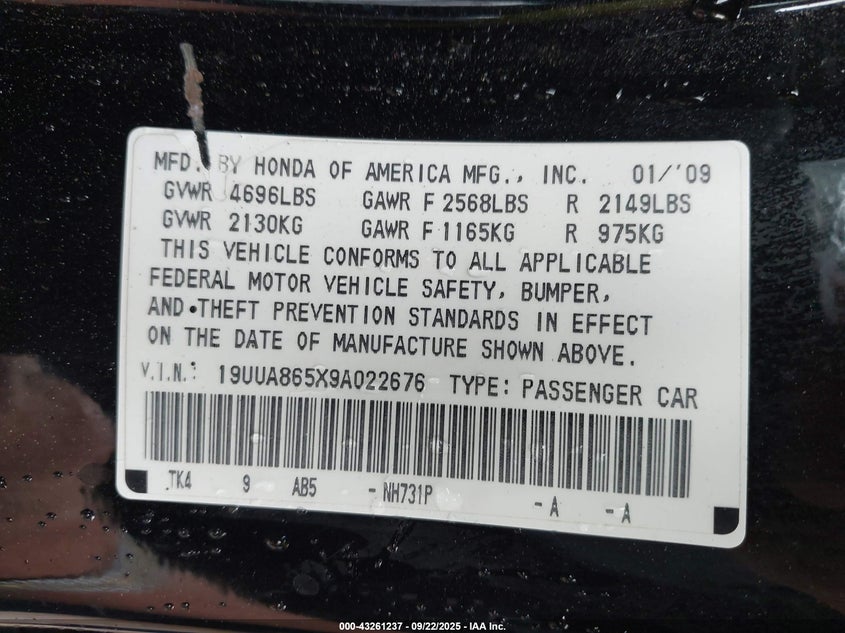 MFD. BY HONDA OF AMERICA MFG., INC. 01/'09
GVWR 4696LBS GAWR F 2568LBS R 2149LBS
GVWR 2130KG GAWR F 1165KG R 975KG
THIS VEHICLE CONFORMS TO ALL APPLICABLE
FEDERAL MOTOR VEHICLE SAFETY, BUMPER,
AND•THEFT PREVENTION STANDARDS IN EFFECT
ON THE DATE OF MANUFACTURE SHOWN ABOVE.
V.I.N.: 19UUA865X9A022676 TYPE: PASSENGER CAR
TK4 9 AB5 -NH731P -A -A
000-43261237 - 09/22/2025 - IAA Inc.